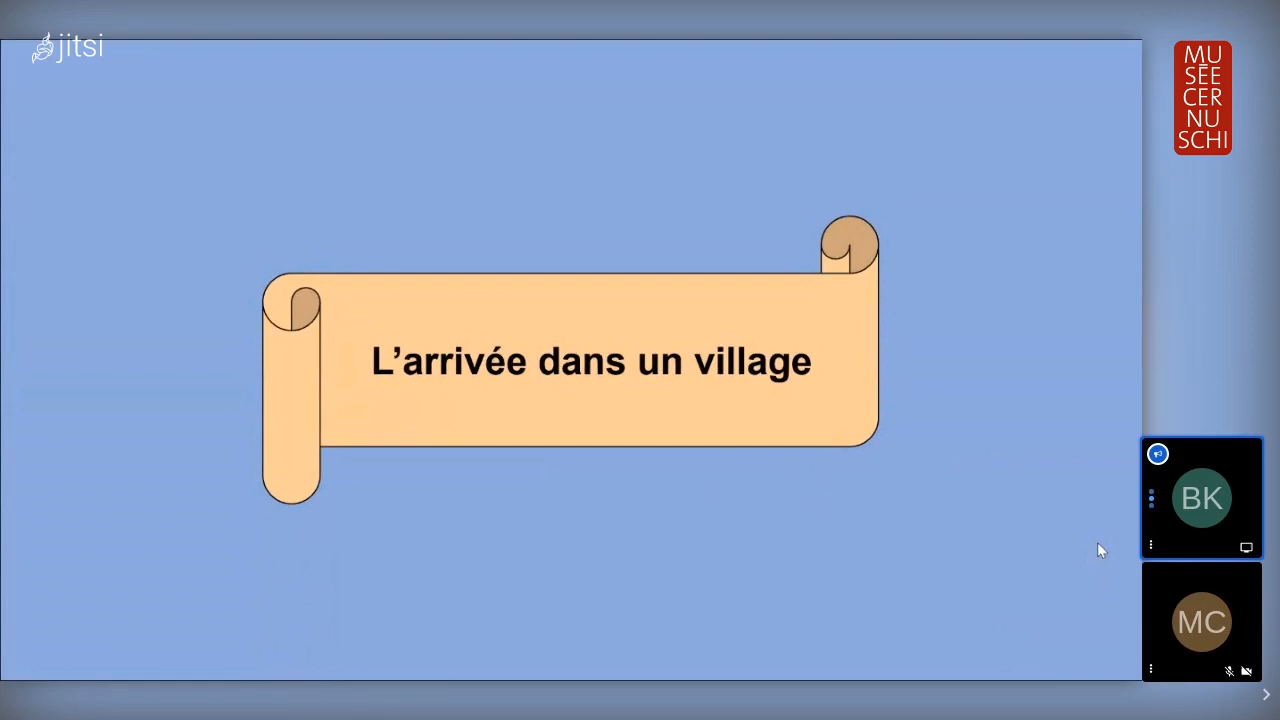 jitsi
MU
SÉE
CER
NU
SCHI
L’arrivée dans un village
BK
MC